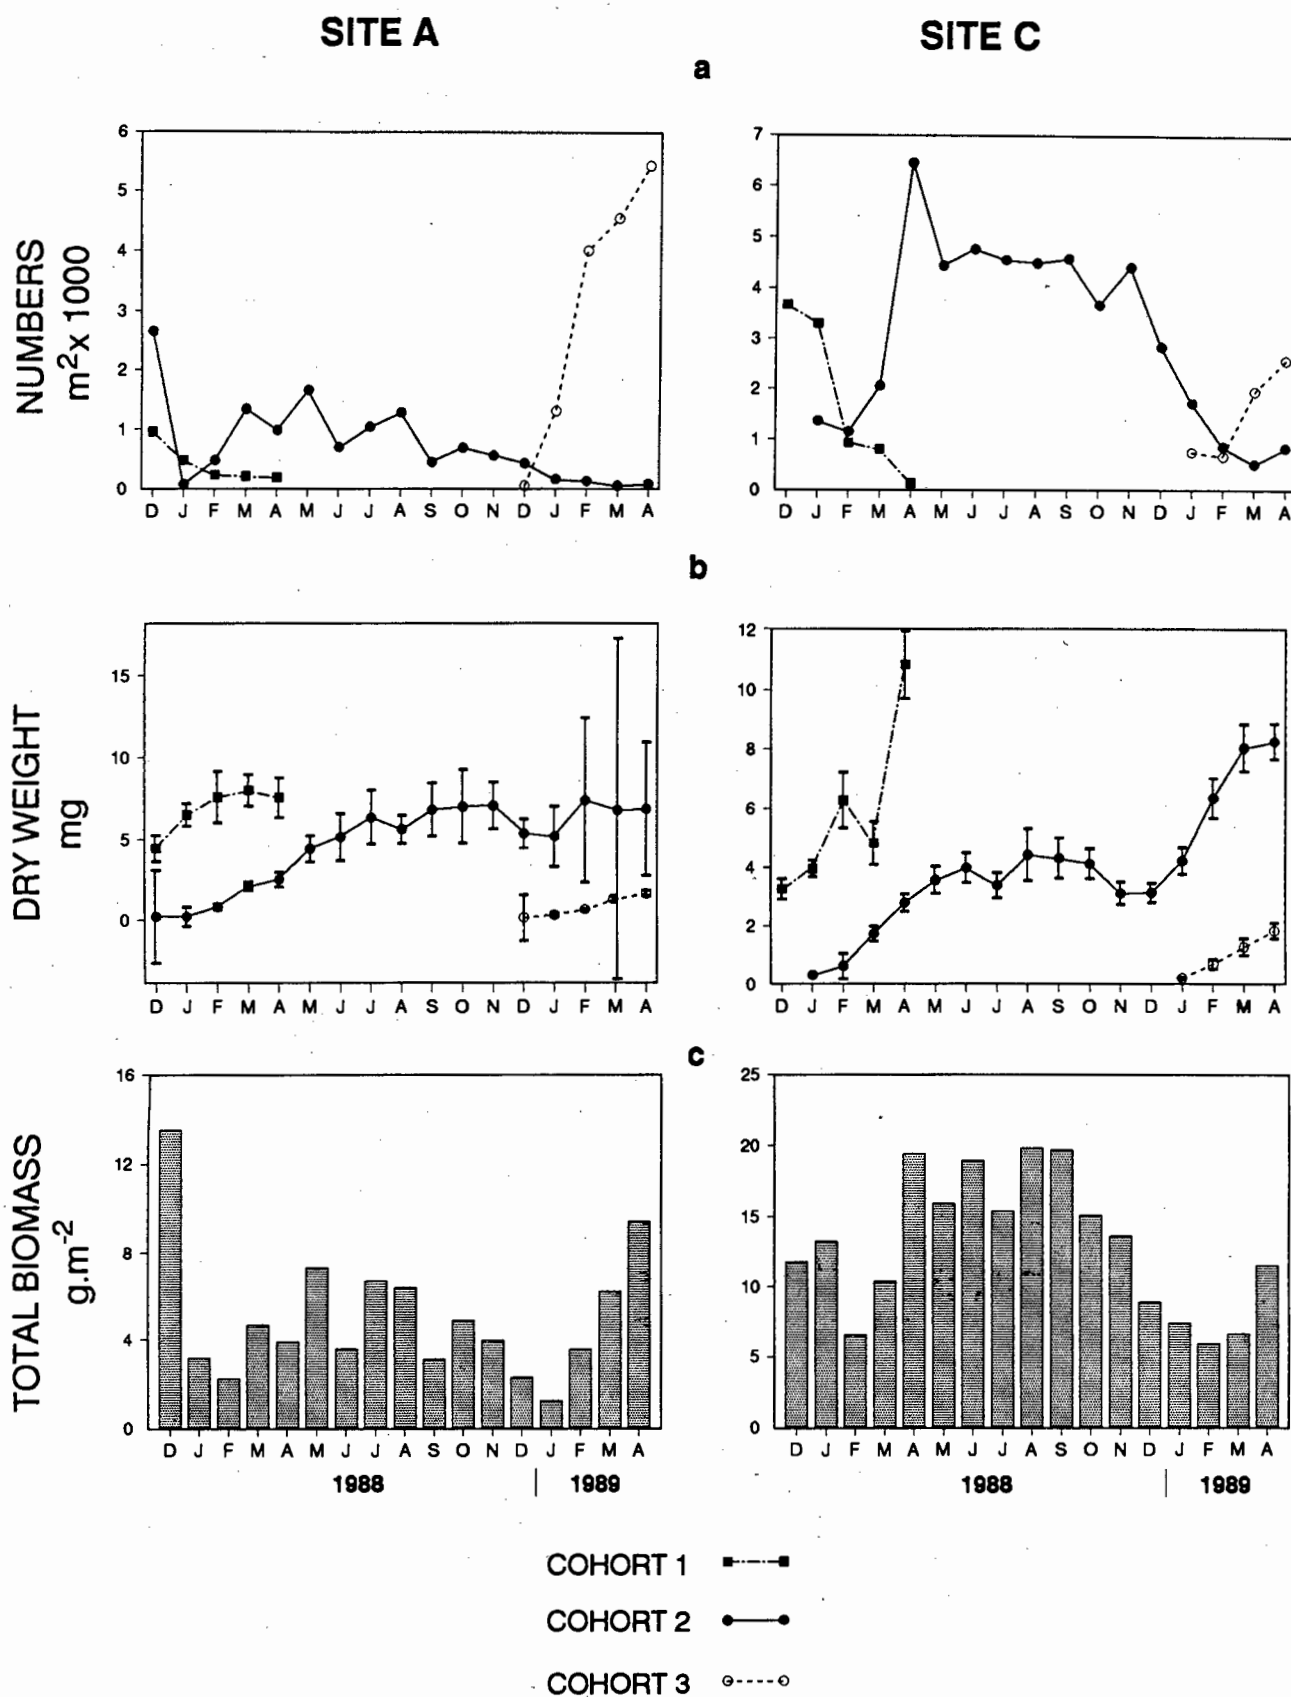 SITE A
SITE C
a
NUMBERS
m²x 1000
6
5
4
3
2
1
0
D J F M A M J J A S O N D J F M A
7
6
5
4
3
2
1
0
D J F M A M J J A S O N D J F M A
b
DRY WEIGHT
mg
15
10
5
0
D J F M A M J J A S O N D J F M A
12
10
8
6
4
2
0
D J F M A M J J A S O N D J F M A
c
TOTAL BIOMASS
g.m⁻²
16
12
8
4
0
D J F M A M J J A S O N D J F M A
1988 | 1989
25
20
15
10
5
0
D J F M A M J J A S O N D J F M A
1988 | 1989
COHORT 1
COHORT 2
COHORT 3